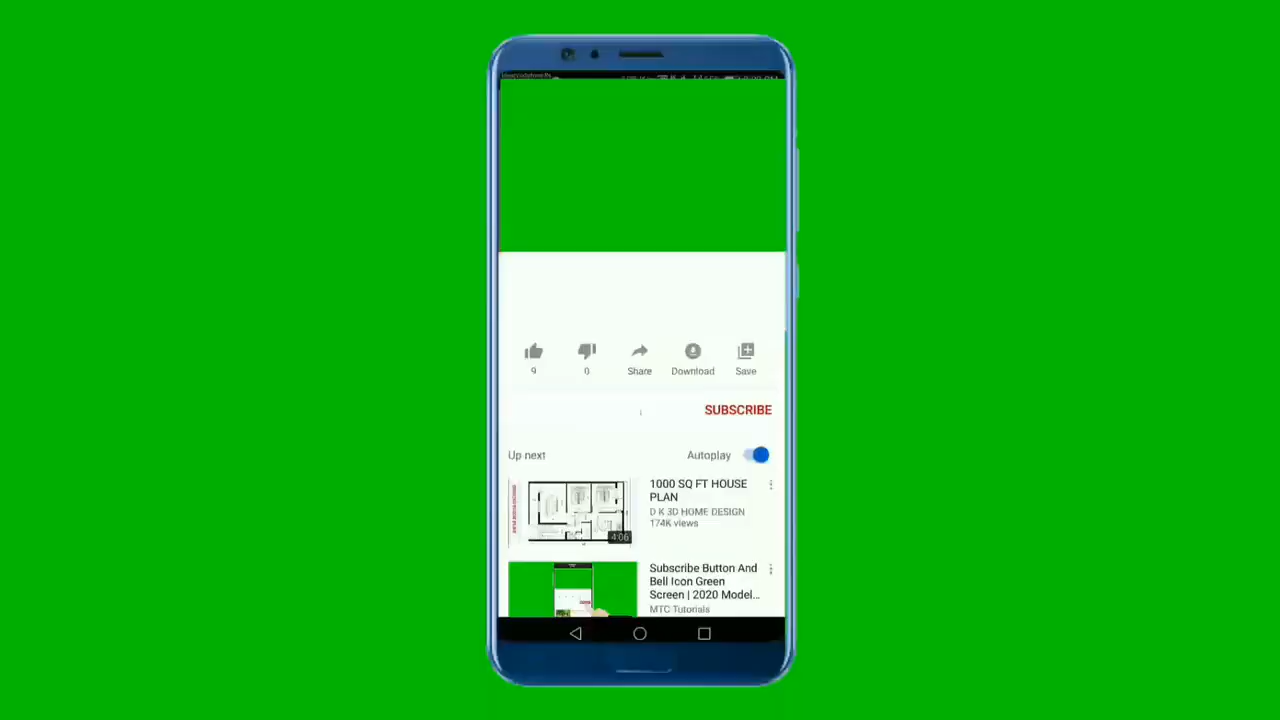 9
0
Share
Download
Save
SUBSCRIBE
Up next
Autoplay
1000 SQ FT HOUSE
PLAN
D K 3D HOME DESIGN
174K views
4:06
Subscribe Button And
Bell Icon Green
Screen | 2020 Model...
MTC Tutorials